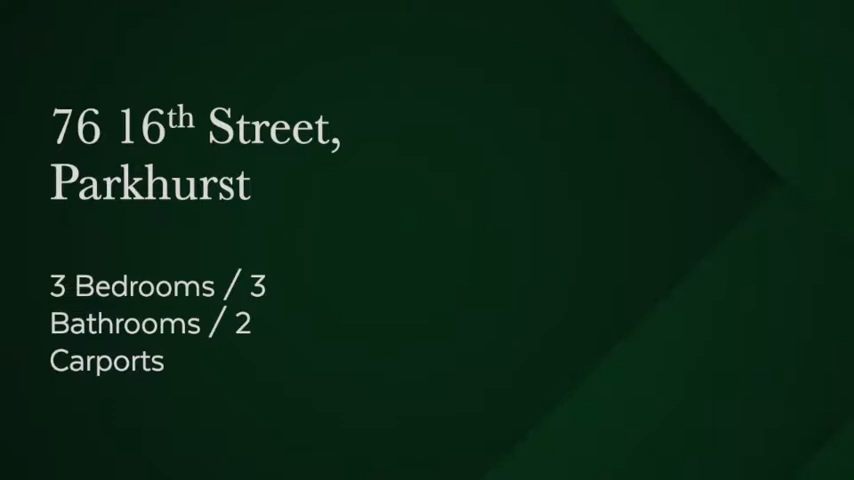 76 16th Street,
Parkhurst
3 Bedrooms / 3
Bathrooms / 2
Carports